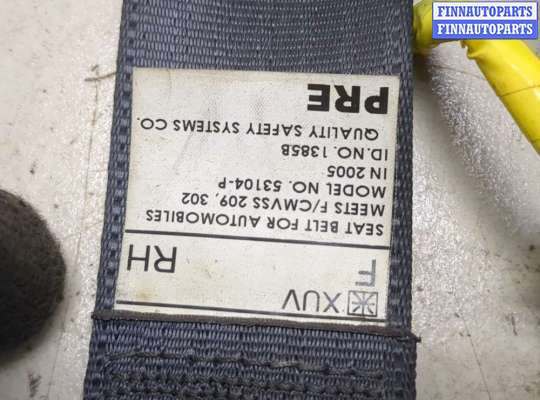 FINNAUTOPARTS
FINNAUTOPARTS
XUV
F RH
SEAT BELT FOR AUTOMOBILES
MEETS F/CMVSS 209, 302
MODEL NO. 53104-P
IN 2005
ID.NO. 1385B
QUALITY SAFETY SYSTEMS CO.
PRE